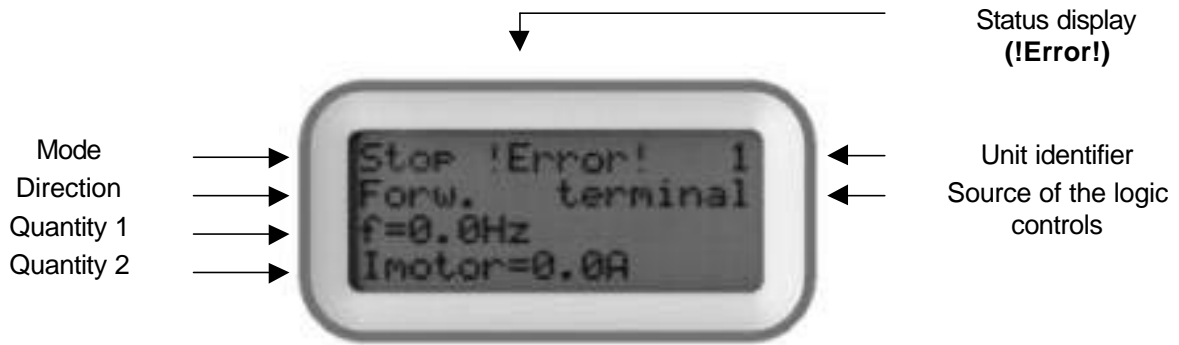 Status display
(!Error!)
Mode
Direction
Quantity 1
Quantity 2
Stop !Error! 1
Forw. terminal
f=0.0Hz
Imotor=0.0A
Unit identifier
Source of the logic
controls